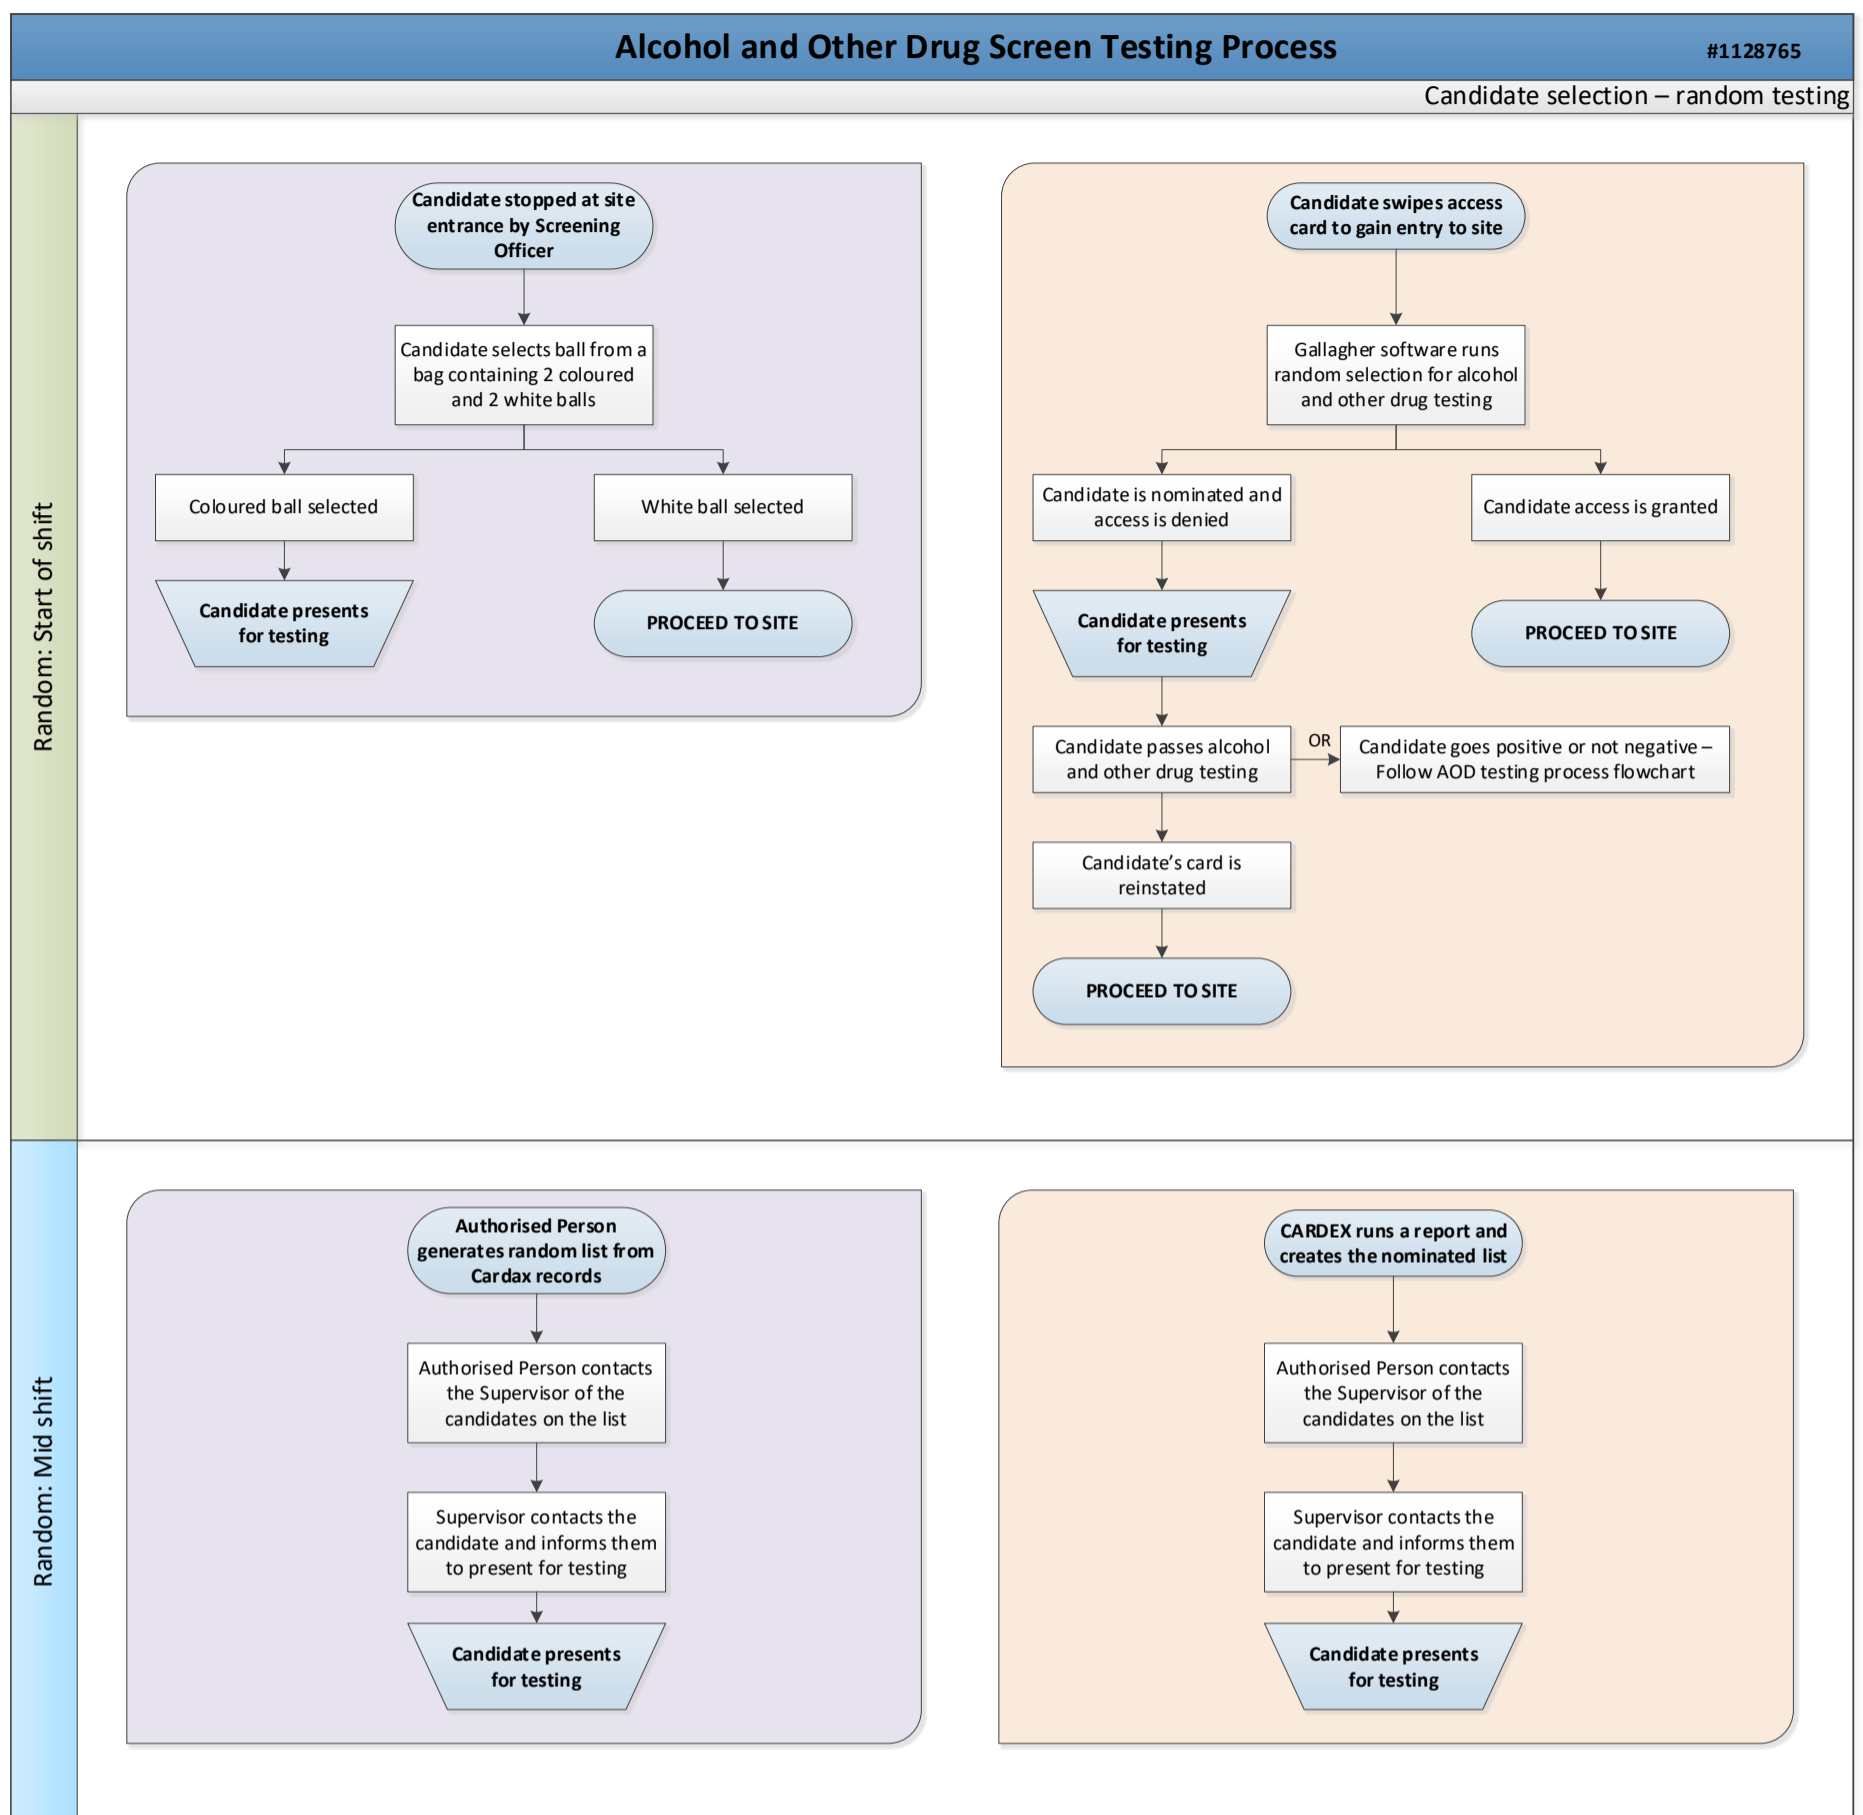 Alcohol and Other Drug Screen Testing Process
#1128765
Candidate selection – random testing
Random: Start of shift
Candidate stopped at site
entrance by Screening
Officer
Candidate selects ball from a
bag containing 2 coloured
and 2 white balls
Coloured ball selected
White ball selected
Candidate presents
for testing
PROCEED TO SITE
Candidate swipes access
card to gain entry to site
Gallagher software runs
random selection for alcohol
and other drug testing
Candidate is nominated and
access is denied
Candidate access is granted
Candidate presents
for testing
PROCEED TO SITE
Candidate passes alcohol
and other drug testing
OR
Candidate goes positive or not negative –
Follow AOD testing process flowchart
Candidate’s card is
reinstated
PROCEED TO SITE
Random: Mid shift
Authorised Person
generates random list from
Cardax records
Authorised Person contacts
the Supervisor of the
candidates on the list
Supervisor contacts the
candidate and informs them
to present for testing
Candidate presents
for testing
CARDEX runs a report and
creates the nominated list
Authorised Person contacts
the Supervisor of the
candidates on the list
Supervisor contacts the
candidate and informs them
to present for testing
Candidate presents
for testing